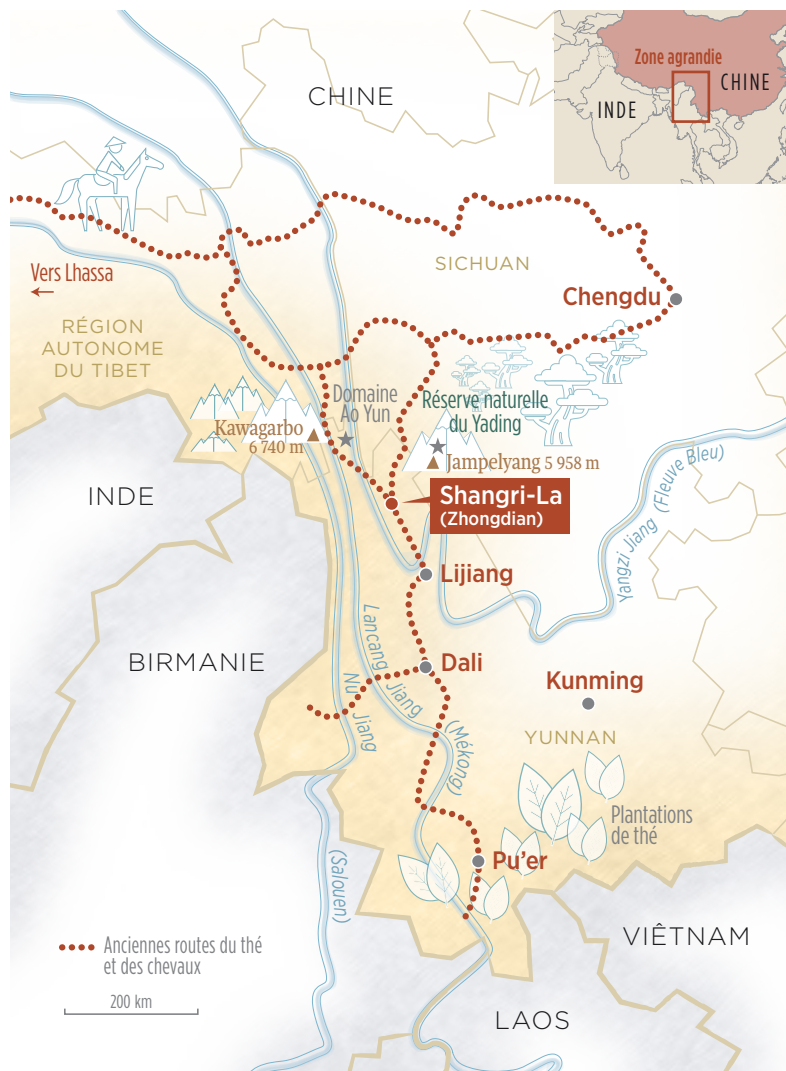 Zone agrandie
CHINE
INDE
CHINE
SICHUAN
Vers Lhassa
Chengdu
RÉGION
AUTONOME
DU TIBET
Domaine
Ao Yun
Réserve naturelle
du Yading
Kawagarbo
6 740 m
Jampelyang 5 958 m
INDE
Shangri-La
(Zhongdian)
Yangzi Jiang (Fleuve Bleu)
Lijiang
Lancang Jiang
(Mékong)
BIRMANIE
Dali
Nu Jiang
(Salouen)
Kunming
YUNNAN
Plantations
de thé
Pu’er
VIÊTNAM
LAOS
Anciennes routes du thé
et des chevaux
200 km